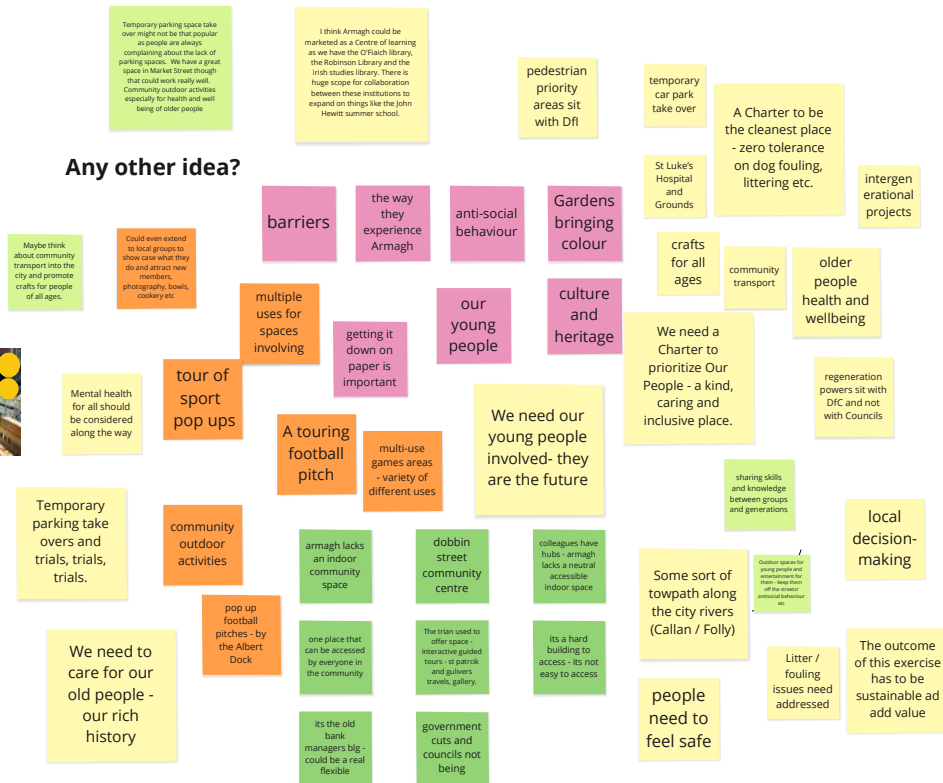 Temporary parking space take
over might not be that popular
as people are always
complaining about the lack of
parking spaces. We have a great
space in Market Street though
that could work really well.
Community outdoor activities
especially for health and well
being of older people
I think Armagh could be
marketed as a Centre of learning
as we have the O'Fiaich library,
the Robinson Library and the
Irish studies library. There is
huge scope for collaboration
between these institutions to
expand on things like the John
Hewitt summer school.
pedestrian
priority
areas sit
with DfI
temporary
car park
take over
A Charter to be
the cleanest place
- zero tolerance
on dog fouling,
littering etc.
Any other idea?
St Luke's
Hospital
and
Grounds
intergen
erational
projects
barriers
the way
they
experience
Armagh
anti-social
behaviour
Gardens
bringing
colour
Maybe think
about community
transport into the
city and promote
crafts for people
of all ages.
Could even extend
to local groups to
show case what they
do and attract new
members,
photography, bowls,
cookery etc
crafts
for all
ages
community
transport
older
people
health and
wellbeing
multiple
uses for
spaces
involving
getting it
down on
paper is
important
our
young
people
culture
and
heritage
We need a
Charter to
prioritize Our
People - a kind,
caring and
inclusive place.
regeneration
powers sit with
DfC and not
with Councils
Mental health
for all should
be considered
along the way
tour of
sport
pop ups
A touring
football
pitch
multi-use
games areas
- variety of
different uses
We need our
young people
involved- they
are the future
sharing skills
and knowledge
between groups
and generations
Temporary
parking take
overs and
trials, trials,
trials.
community
outdoor
activities
armagh lacks
an indoor
community
space
dobbin
street
community
centre
colleagues have
hubs - armagh
lacks a neutral
accessible
indoor space
local
decision-
making
Some sort of
towpath along
the city rivers
(Callan / Folly)
Outdoor spaces for
young people and
entertainment for
them - keep them
off the streets/
antisocial behaviour
etc
pop up
football
pitches - by
the Albert
Dock
one place that
can be accessed
by everyone in
the community
The trian used to
offer space -
interactive guided
tours - st patrcik
and gulivers
travels, gallery.
its a hard
building to
access - its not
easy to access
We need to
care for our
old people -
our rich
history
people
need to
feel safe
Litter /
fouling
issues need
addressed
The outcome
of this exercise
has to be
sustainable ad
add value
its the old
bank
managers blg -
could be a real
flexible
government
cuts and
councils not
being